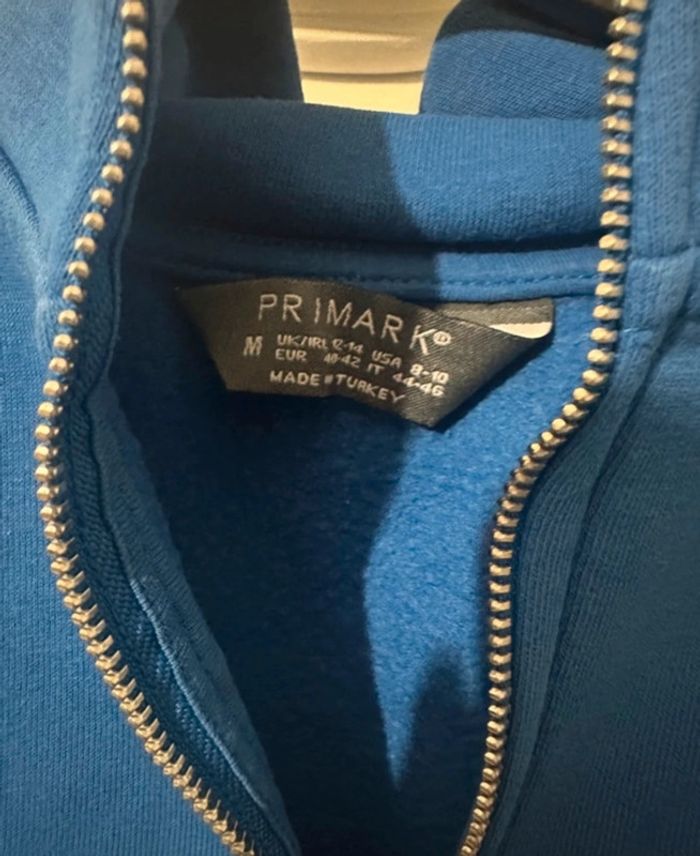 PRIMARK®
M UK/IRL 12-14 USA 8-10
EUR 40-42 IT 44-46
MADE IN TURKEY